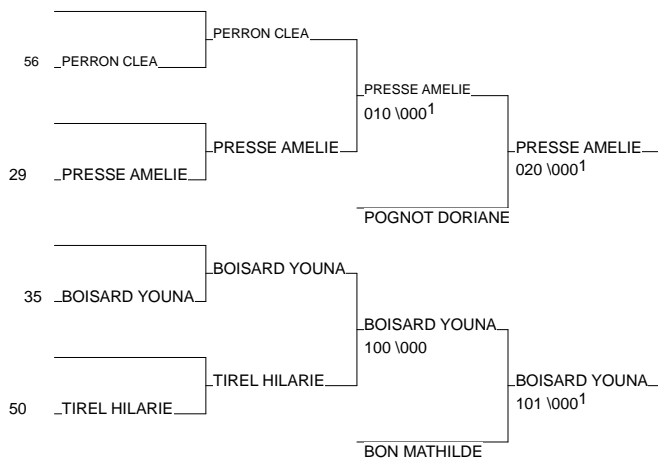 PERRON CLEA
56 PERRON CLEA
PRESSE AMELIE
010 \000¹
PRESSE AMELIE
PRESSE AMELIE
020 \000¹
29 PRESSE AMELIE
POGNOT DORIANE
BOISARD YOUNA
35 BOISARD YOUNA
BOISARD YOUNA
100 \000
TIREL HILARIE
BOISARD YOUNA
101 \000¹
50 TIREL HILARIE
BON MATHILDE